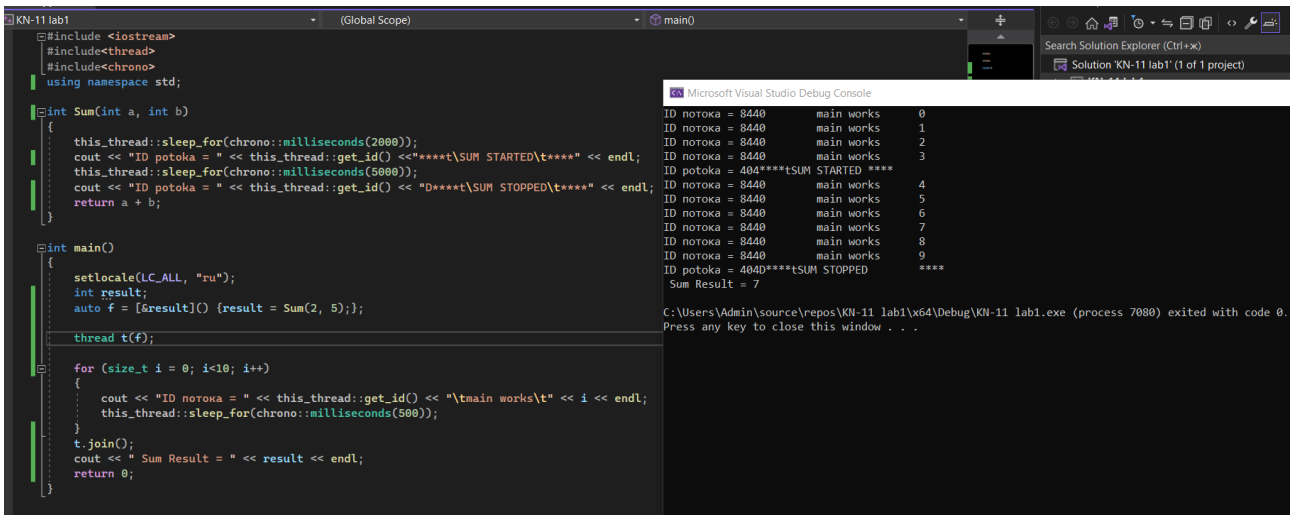 KN-11 lab1 (Global Scope) main()
#include <iostream>
#include<thread>
#include<chrono>
using namespace std;
int Sum(int a, int b)
{
this_thread::sleep_for(chrono::milliseconds(2000));
cout << "ID potoka = " << this_thread::get_id() <<"****t\SUM STARTED\t****" << endl;
this_thread::sleep_for(chrono::milliseconds(5000));
cout << "ID potoka = " << this_thread::get_id() << "D****t\SUM STOPPED\t****" << endl;
return a + b;
}
int main()
{
setlocale(LC_ALL, "ru");
int result;
auto f = [&result]() {result = Sum(2, 5);};
thread t(f);
for (size_t i = 0; i<10; i++)
{
cout << "ID потока = " << this_thread::get_id() << "\tmain works\t" << i << endl;
this_thread::sleep_for(chrono::milliseconds(500));
}
t.join();
cout << " Sum Result = " << result << endl;
return 0;
}
Search Solution Explorer (Ctrl+ж)
Solution 'KN-11 lab1' (1 of 1 project)
Microsoft Visual Studio Debug Console
ID потока = 8440 main works 0
ID потока = 8440 main works 1
ID потока = 8440 main works 2
ID потока = 8440 main works 3
ID potoka = 404****tSUM STARTED ****
ID потока = 8440 main works 4
ID потока = 8440 main works 5
ID потока = 8440 main works 6
ID потока = 8440 main works 7
ID потока = 8440 main works 8
ID потока = 8440 main works 9
ID potoka = 404D****tSUM STOPPED ****
Sum Result = 7
C:\Users\Admin\source\repos\KN-11 lab1\x64\Debug\KN-11 lab1.exe (process 7080) exited with code 0.
Press any key to close this window . . .